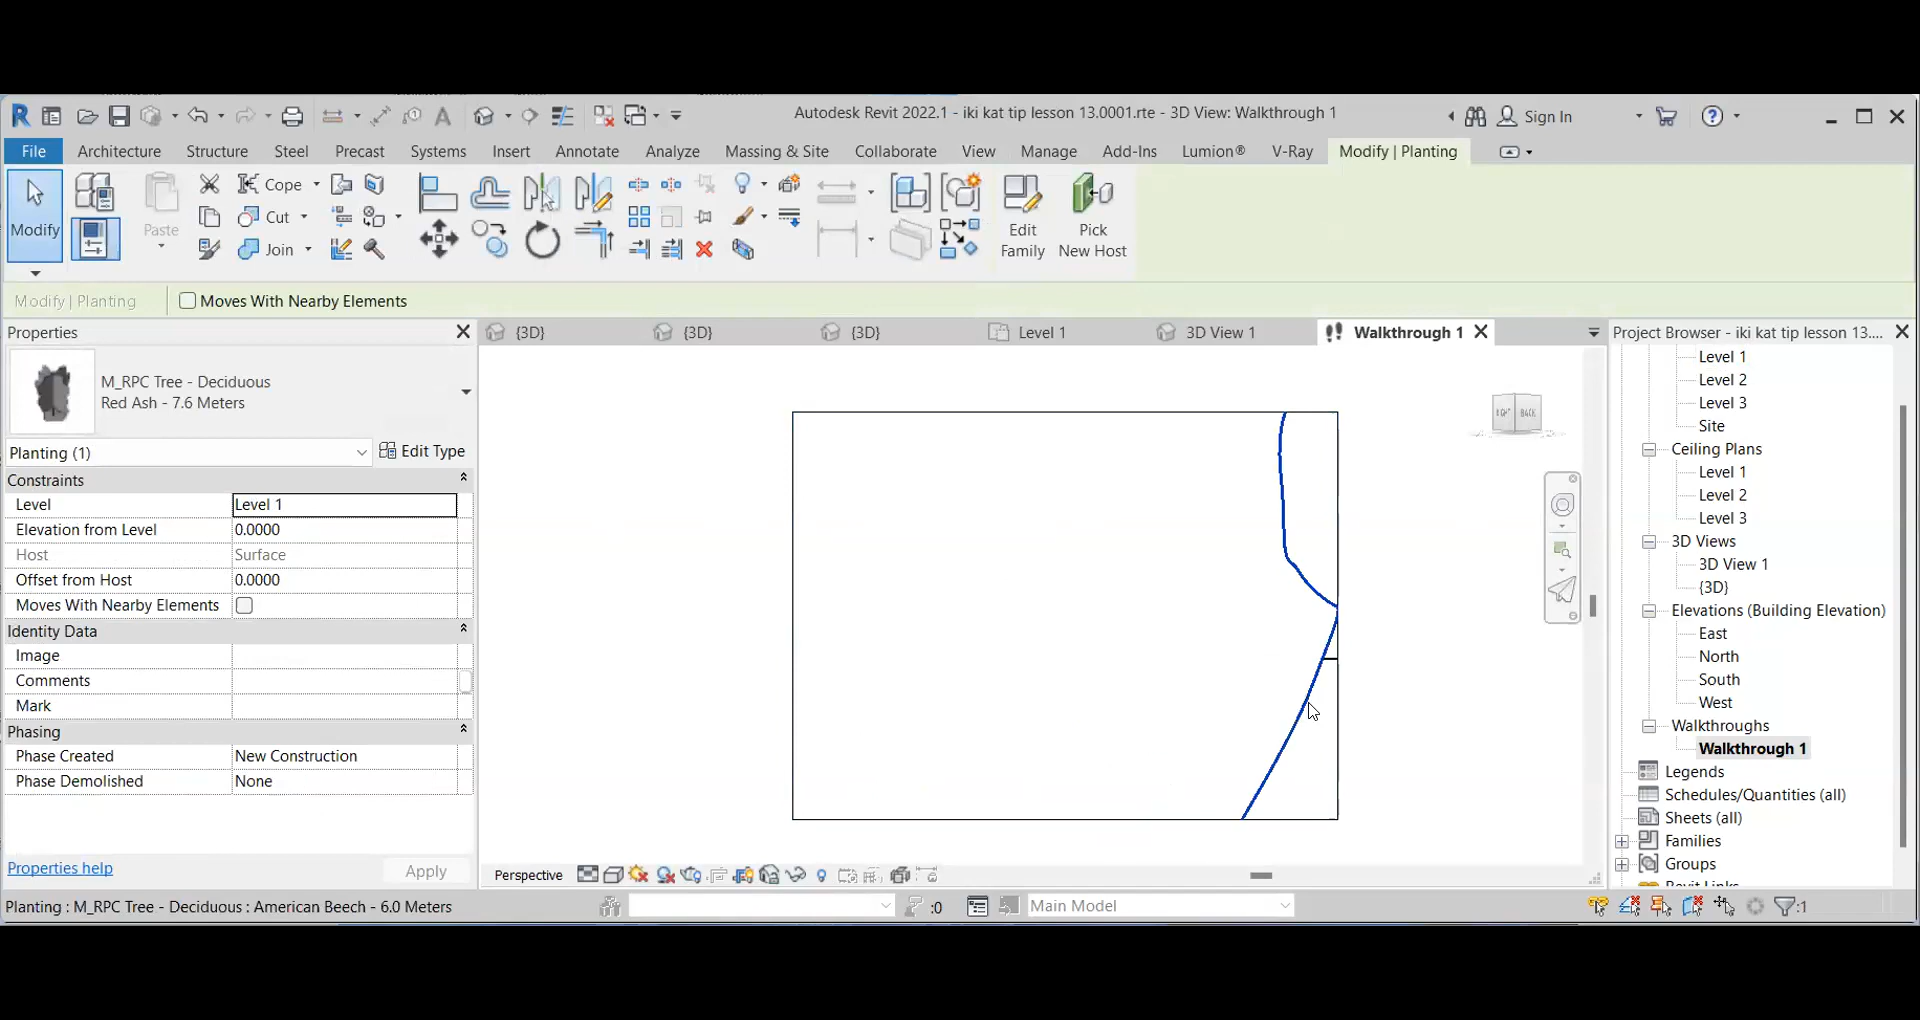 Autodesk Revit 2022.1 - iki kat tip lesson 13.0001.rte - 3D View: Walkthrough 1
Sign In
File Architecture Structure Steel Precast Systems Insert Annotate Analyze Massing & Site Collaborate View Manage Add-Ins Lumion® V-Ray Modify | Planting
Modify
Paste
Cope
Cut
Join
Edit
Family
Pick
New Host
Modify | Planting
Moves With Nearby Elements
Properties
M_RPC Tree - Deciduous
Red Ash - 7.6 Meters
Planting (1)
Edit Type
Constraints
Level Level 1
Elevation from Level 0.0000
Host Surface
Offset from Host 0.0000
Moves With Nearby Elements
Identity Data
Image
Comments
Mark
Phasing
Phase Created New Construction
Phase Demolished None
Properties help
Apply
{3D} {3D} {3D} Level 1 3D View 1 Walkthrough 1
BACK
Perspective
Project Browser - iki kat tip lesson 13....
Level 1
Level 2
Level 3
Site
Ceiling Plans
Level 1
Level 2
Level 3
3D Views
3D View 1
{3D}
Elevations (Building Elevation)
East
North
South
West
Walkthroughs
Walkthrough 1
Legends
Schedules/Quantities (all)
Sheets (all)
Families
Groups
Revit Links
Planting : M_RPC Tree - Deciduous : American Beech - 6.0 Meters
:0
Main Model
:1